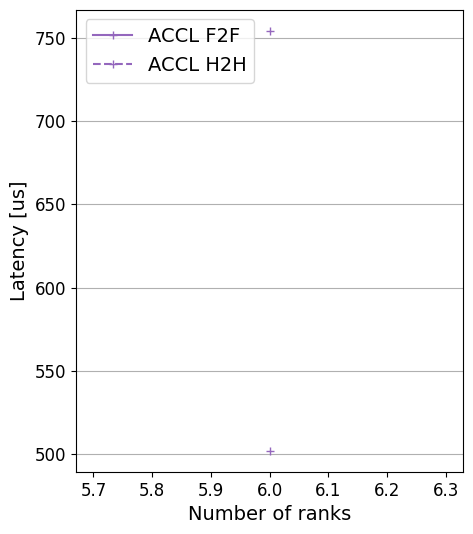 ACCL F2F
ACCL H2H
Latency [us]
750
700
650
600
550
500
5.7 5.8 5.9 6.0 6.1 6.2 6.3
Number of ranks